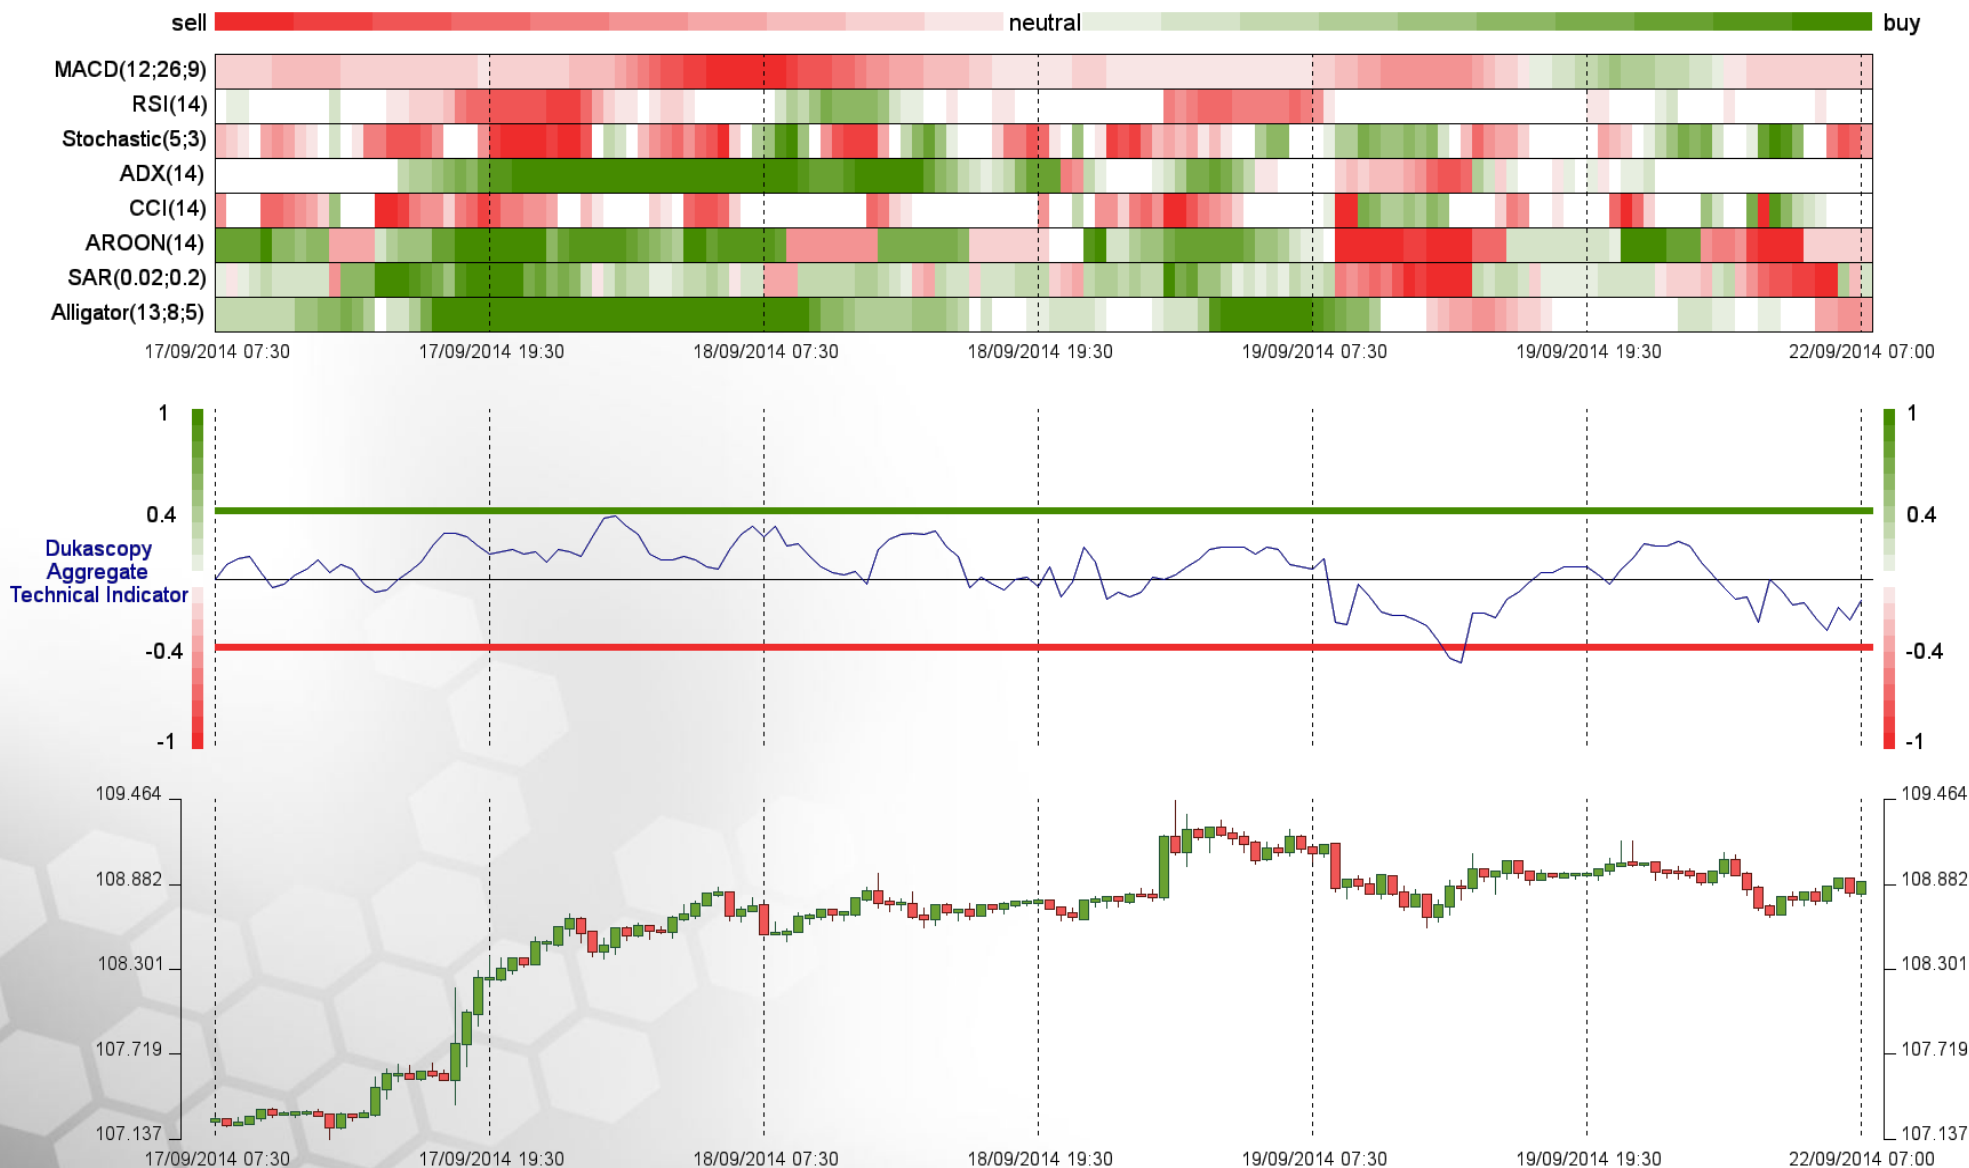 sell neutral buy
MACD(12;26;9)
RSI(14)
Stochastic(5;3)
ADX(14)
CCI(14)
AROON(14)
SAR(0.02;0.2)
Alligator(13;8;5)
17/09/2014 07:30 17/09/2014 19:30 18/09/2014 07:30 18/09/2014 19:30 19/09/2014 07:30 19/09/2014 19:30 22/09/2014 07:00
1 1
0.4 0.4
Dukascopy
Aggregate
Technical Indicator
-0.4 -0.4
-1 -1
109.464 109.464
108.882 108.882
108.301 108.301
107.719 107.719
107.137 107.137
17/09/2014 07:30 17/09/2014 19:30 18/09/2014 07:30 18/09/2014 19:30 19/09/2014 07:30 19/09/2014 19:30 22/09/2014 07:00